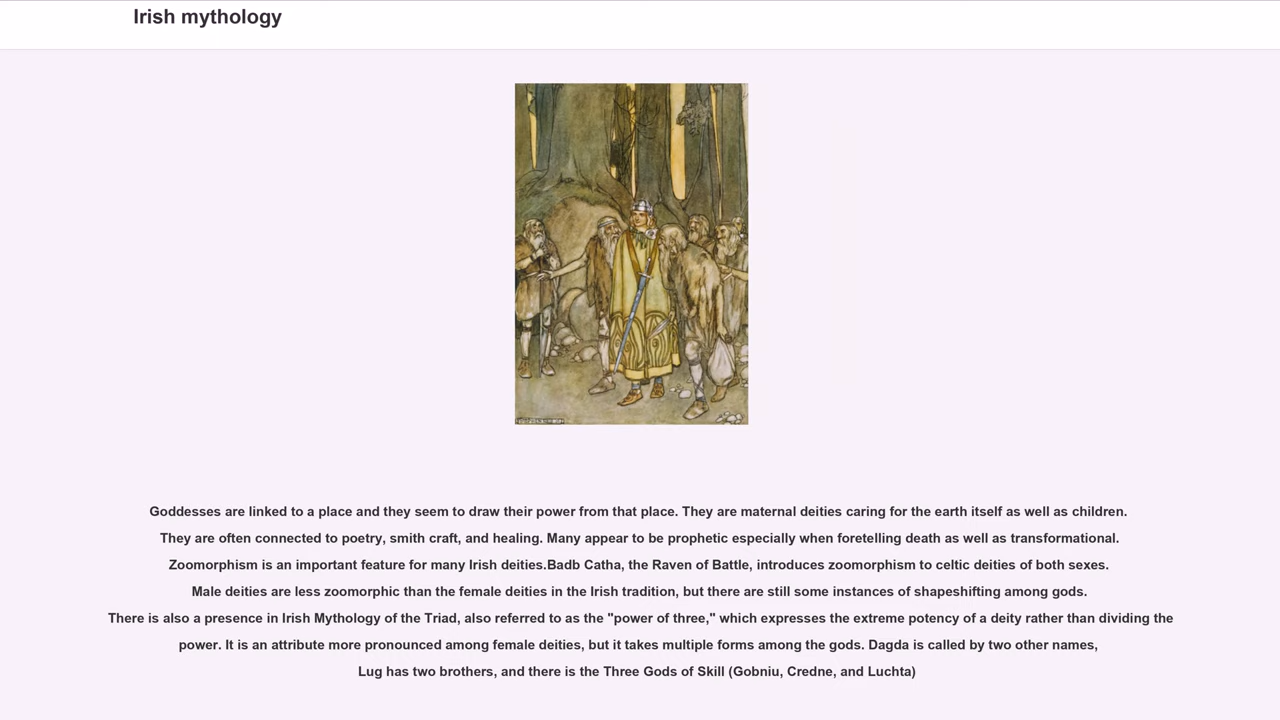 Irish mythology
Goddesses are linked to a place and they seem to draw their power from that place. They are maternal deities caring for the earth itself as well as children.
They are often connected to poetry, smith craft, and healing. Many appear to be prophetic especially when foretelling death as well as transformational.
Zoomorphism is an important feature for many Irish deities.Badb Catha, the Raven of Battle, introduces zoomorphism to celtic deities of both sexes.
Male deities are less zoomorphic than the female deities in the Irish tradition, but there are still some instances of shapeshifting among gods.
There is also a presence in Irish Mythology of the Triad, also referred to as the "power of three," which expresses the extreme potency of a deity rather than dividing the
power. It is an attribute more pronounced among female deities, but it takes multiple forms among the gods. Dagda is called by two other names,
Lug has two brothers, and there is the Three Gods of Skill (Gobniu, Credne, and Luchta)